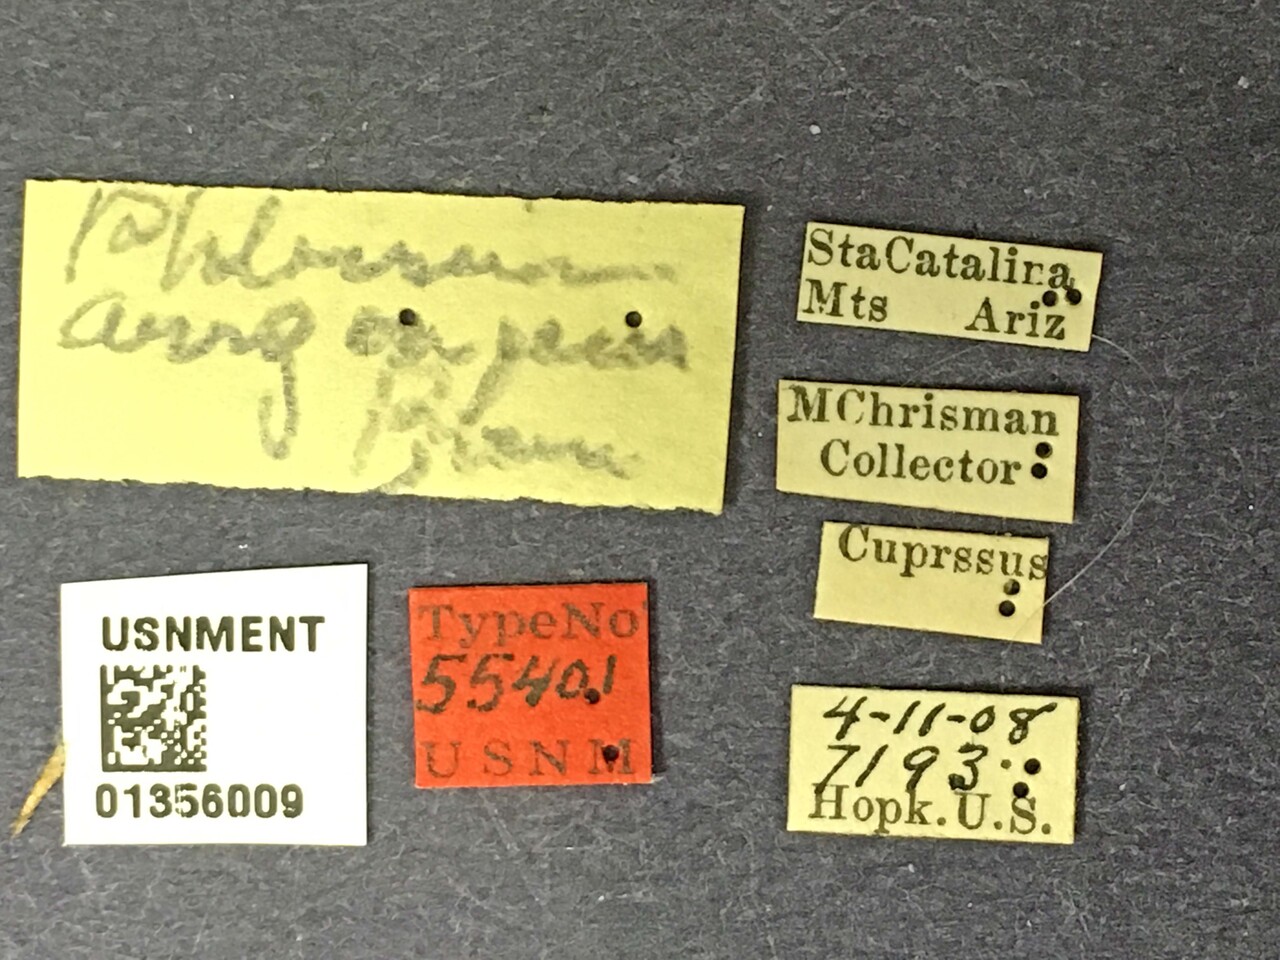 StaCatalina
Mts Ariz
MChrisman
Collector
Cuprssus
4-11-08
7193
Hopk. U.S.
USNMENT
01356009
TypeNo
55401
USNM